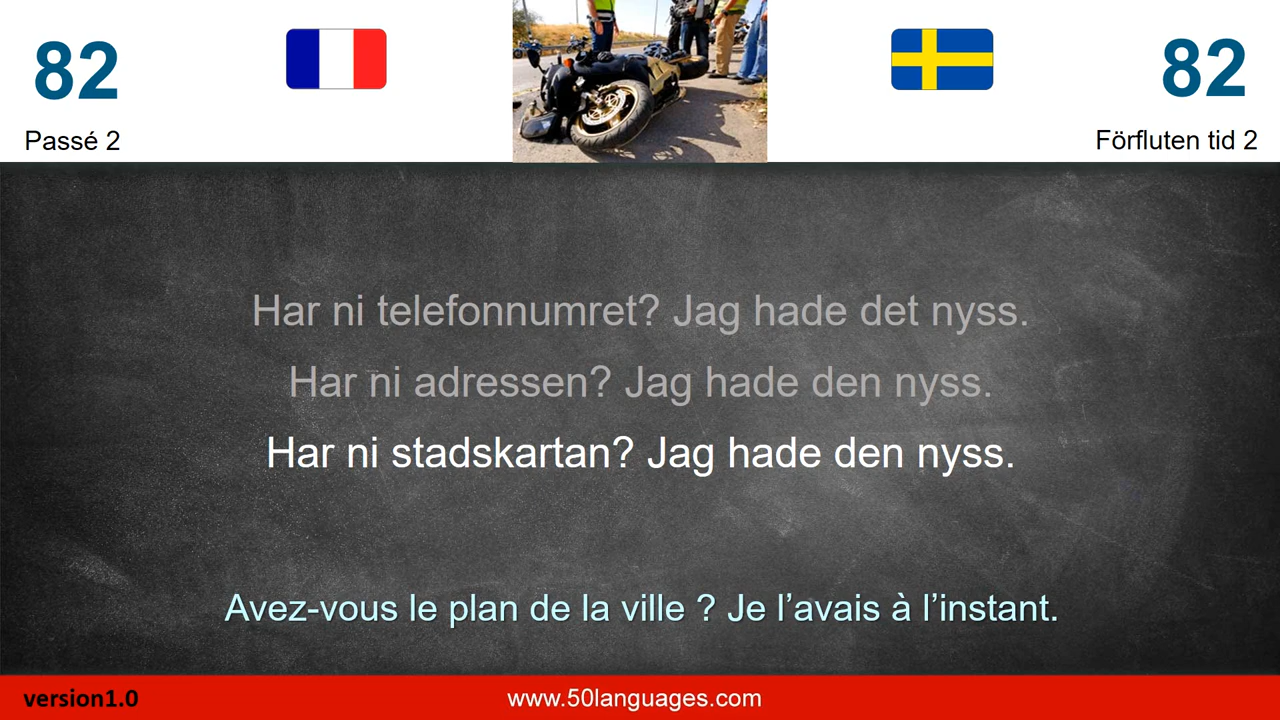 82
82
Passé 2
Förfluten tid 2
Har ni telefonnumret? Jag hade det nyss.
Har ni adressen? Jag hade den nyss.
Har ni stadskartan? Jag hade den nyss.
Avez-vous le plan de la ville ? Je l’avais à l’instant.
version1.0
www.50languages.com